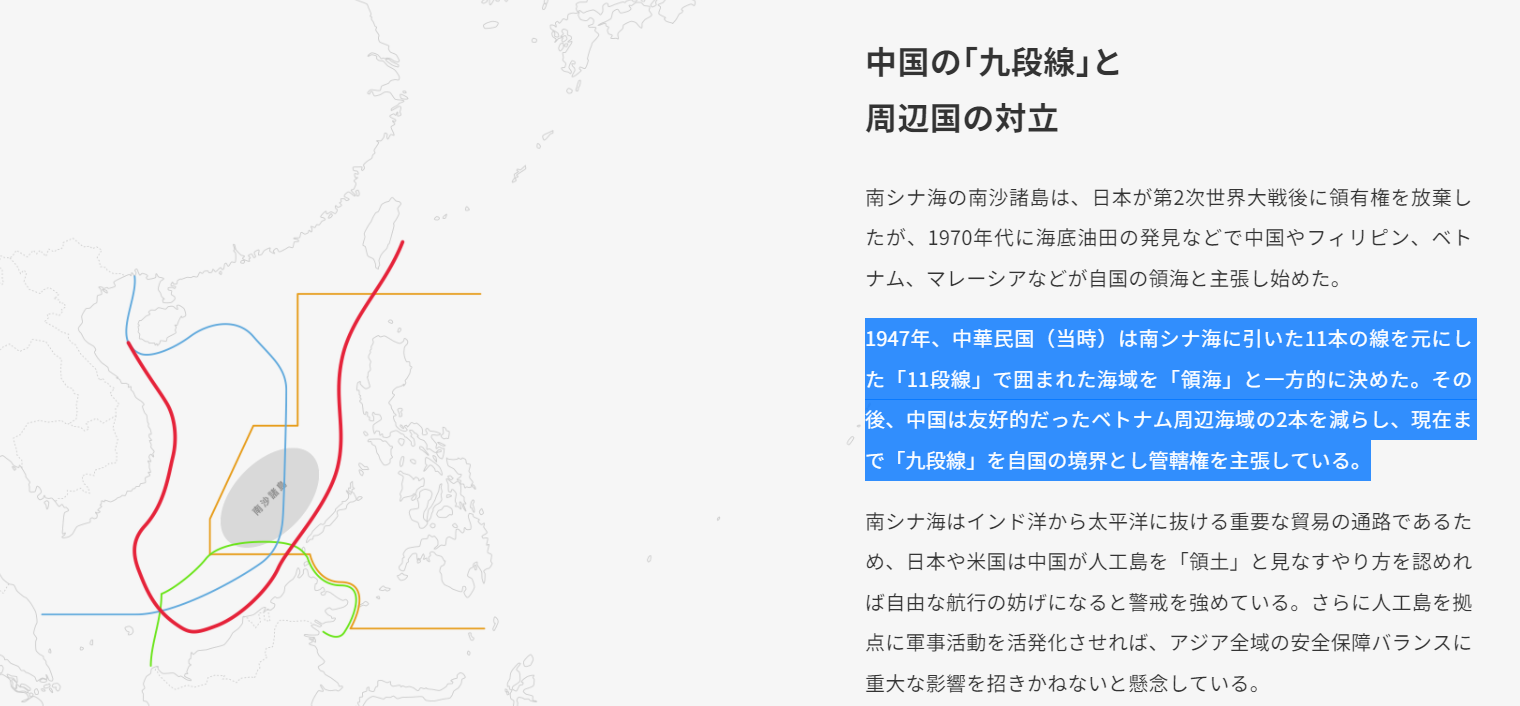 中国の「九段線」と
周辺国の対立
南シナ海の南沙諸島は、日本が第2次世界大戦後に領有権を放棄し
たが、1970年代に海底油田の発見などで中国やフィリピン、ベト
ナム、マレーシアなどが自国の領海と主張し始めた。
1947年、中華民国（当時）は南シナ海に引いた11本の線を元にし
た「11段線」で囲まれた海域を「領海」と一方的に決めた。その
後、中国は友好的だったベトナム周辺海域の2本を減らし、現在ま
で「九段線」を自国の境界とし管轄権を主張している。
南シナ海はインド洋から太平洋に抜ける重要な貿易の通路であるた
め、日本や米国は中国が人工島を「領土」と見なすやり方を認めれ
ば自由な航行の妨げになると警戒を強めている。さらに人工島を拠
点に軍事活動を活発化させれば、アジア全域の安全保障バランスに
重大な影響を招きかねないと懸念している。
南沙諸島